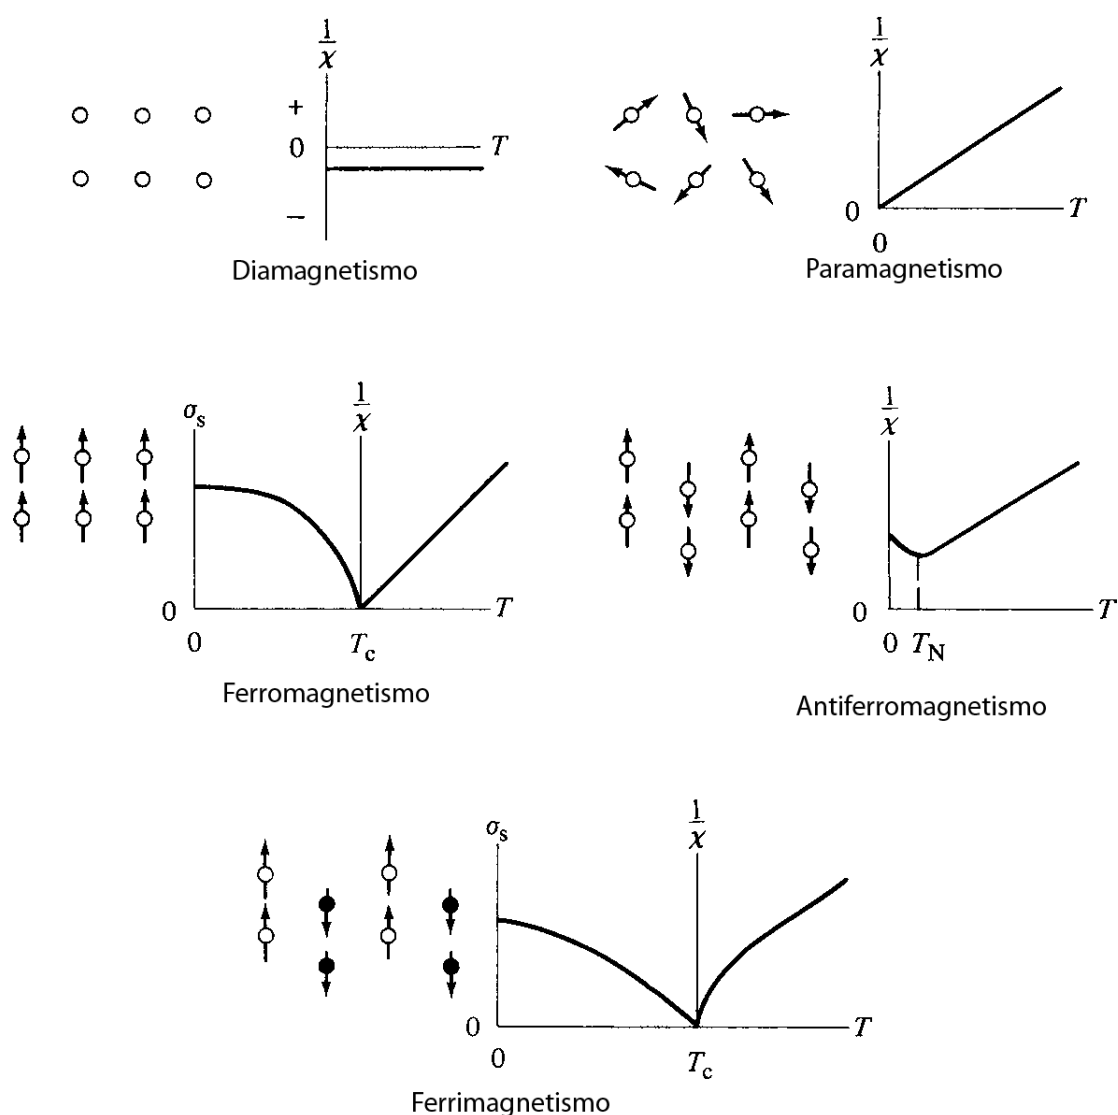 1/χ
+
0
T
−
Diamagnetismo
1/χ
0
T
0
Paramagnetismo
σs
1/χ
0
T
0
Tc
Ferromagnetismo
1/χ
0
T
0 TN
Antiferromagnetismo
σs
1/χ
0
T
0
Tc
Ferrimagnetismo